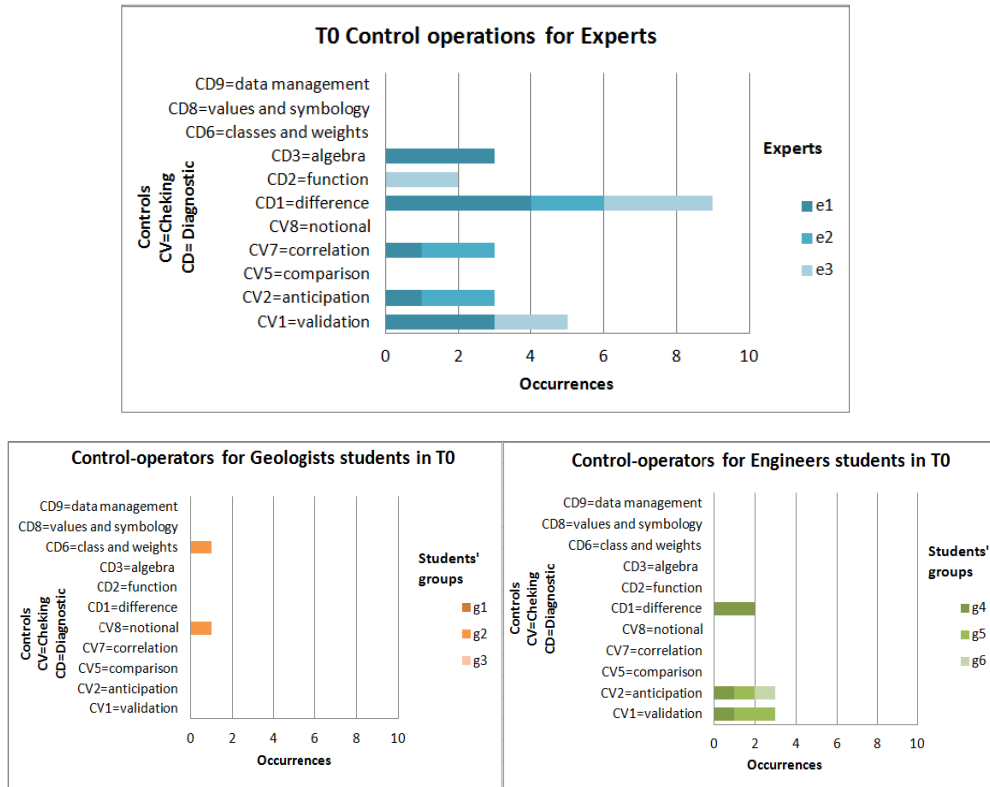 T0 Control operations for Experts
CD9=data management
CD8=values and symbology
CD6=classes and weights
CD3=algebra
CD2=function
CD1=difference
CV8=notional
CV7=correlation
CV5=comparison
CV2=anticipation
CV1=validation
Controls
CV=Cheking
CD= Diagnostic
0 2 4 6 8 10
Occurrences
Experts
e1
e2
e3
Control-operators for Geologists students in T0
CD9=data management
CD8=values and symbology
CD6=class and weights
CD3=algebra
CD2=function
CD1=difference
CV8=notional
CV7=correlation
CV5=comparison
CV2=anticipation
CV1=validation
Controls
CV=Cheking
CD=Diagnostic
0 2 4 6 8 10
Occurrences
Students'
groups
g1
g2
g3
Control-operators for Engineers students in T0
CD9=data management
CD8=values and symbology
CD6=class and weights
CD3=algebra
CD2=function
CD1=difference
CV8=notional
CV7=correlation
CV5=comparison
CV2=anticipation
CV1=validation
Controls
CV=Cheking
CD=Diagnostic
0 2 4 6 8 10
Occurrences
Students'
groups
g4
g5
g6